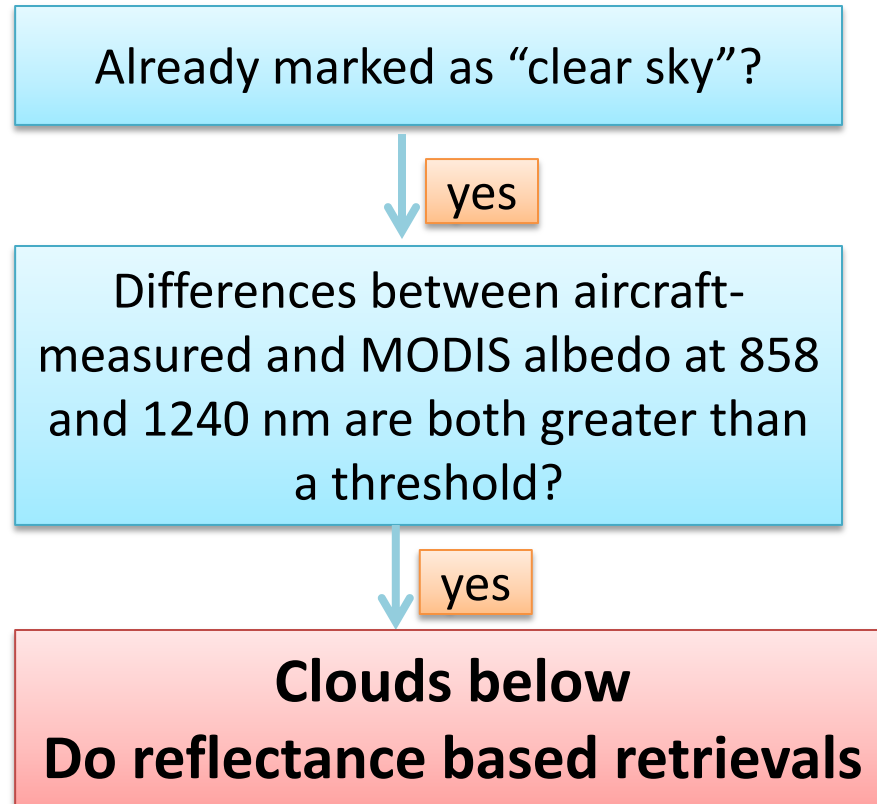 Already marked as “clear sky”?
yes
Differences between aircraft-
measured and MODIS albedo at 858
and 1240 nm are both greater than
a threshold?
yes
Clouds below
Do reflectance based retrievals